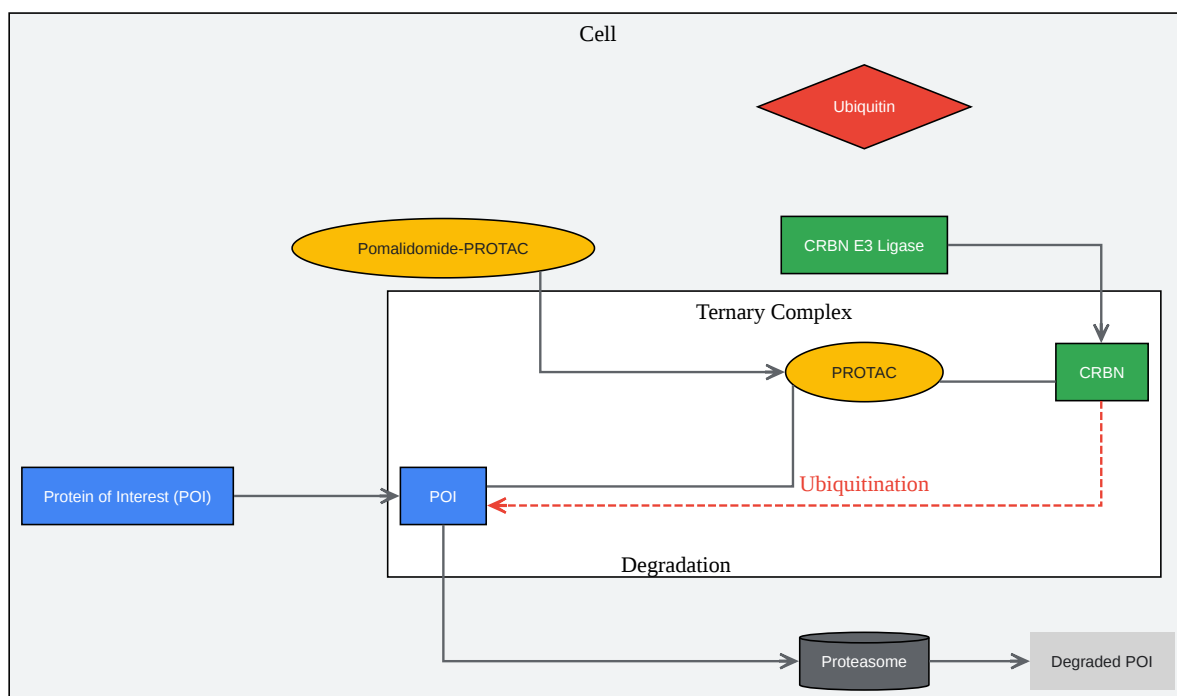 Cell
Ubiquitin
Pomalidomide-PROTAC
CRBN E3 Ligase
Ternary Complex
PROTAC
CRBN
Protein of Interest (POI)
POI
Ubiquitination
Degradation
Proteasome
Degraded POI